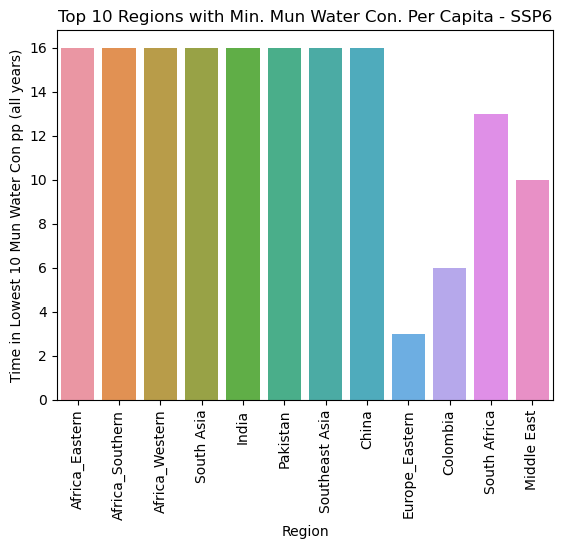 Top 10 Regions with Min. Mun Water Con. Per Capita - SSP6
Time in Lowest 10 Mun Water Con pp (all years)
16
14
12
10
8
6
4
2
0
Africa_Eastern
Africa_Southern
Africa_Western
South Asia
India
Pakistan
Southeast Asia
China
Europe_Eastern
Colombia
South Africa
Middle East
Region